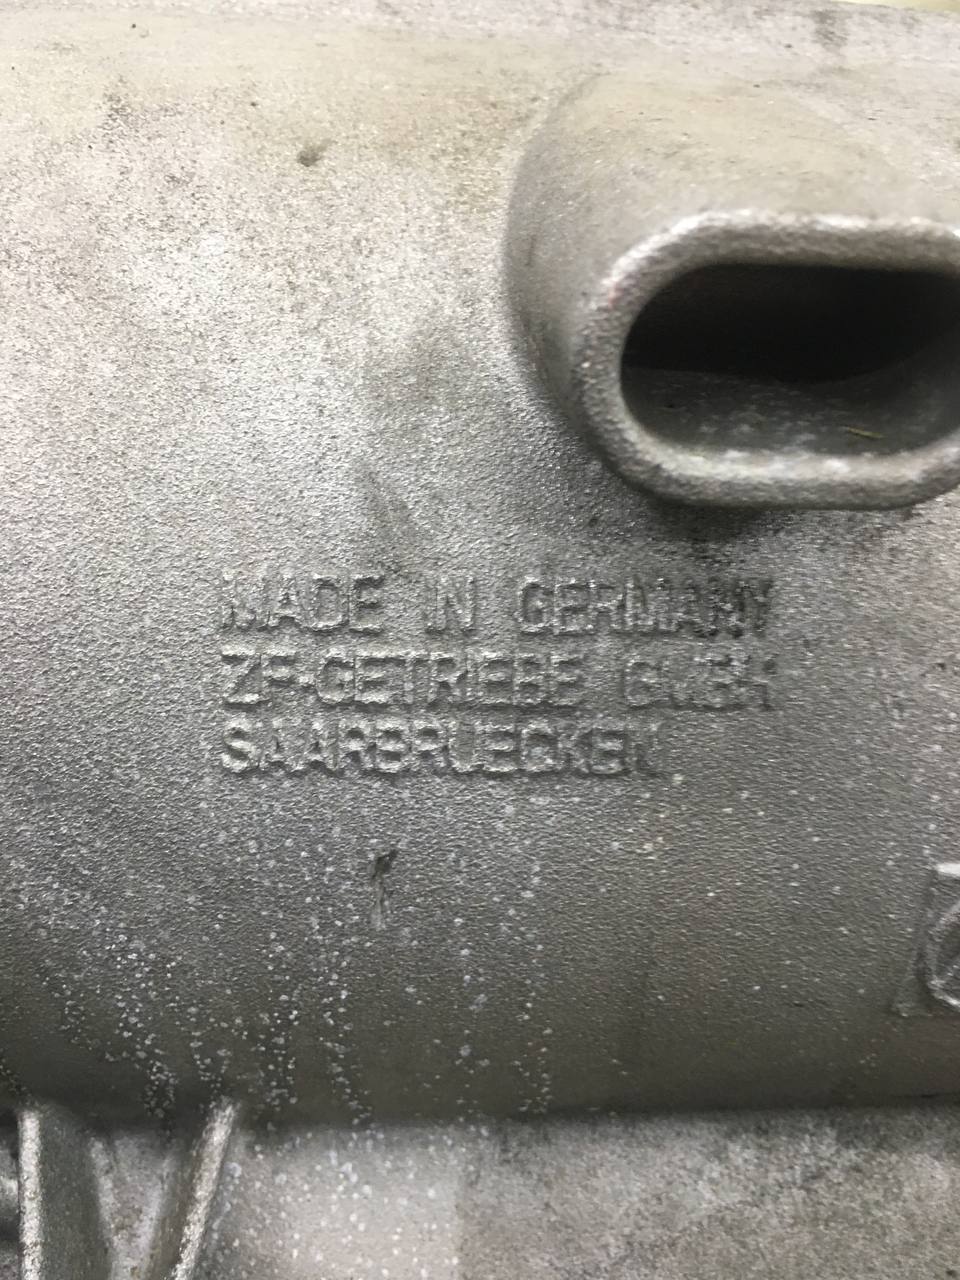 MADE IN GERMANY
ZF-GETRIEBE GMBH
SAARBRUECKEN